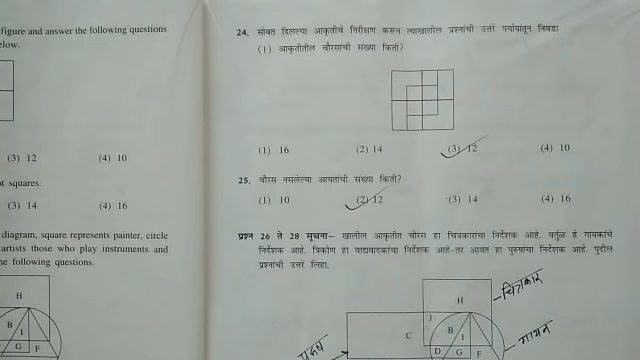 figure and answer the following questions
elow.
(3) 12 (4) 10
t squares.
(3) 14 (4) 16
diagram, square represents painter, circle
artists those who play instruments and
he following questions.
H
B
I
G F
24. सोबत दिलल्या आकृतीचे निरीक्षण करून त्याखालील प्रश्नांची उत्तरे पर्यायांतून निवडा
(1) आकृतीतील चौरसांची संख्या किती?
(1) 16 (2) 14 (3) 12 (4) 10
25. चौरस नसलेल्या आयतांची संख्या किती?
(1) 10 (2) 12 (3) 14 (4) 16
प्रश्न 26 ते 28 सूचना– खालील आकृतीत चौरस हा चित्रकारांचा निर्देशक आहे. वर्तुळ हे गायकांचे
निर्देशक आहे. त्रिकोण हा वाद्यवादकांचा निर्देशक आहे-तर आयत हा पुरुषांचा निर्देशक आहे. पुढील
प्रश्नांची उत्तरे लिहा.
H चित्रकार
J
C B I गायन
D G F
पुरुष